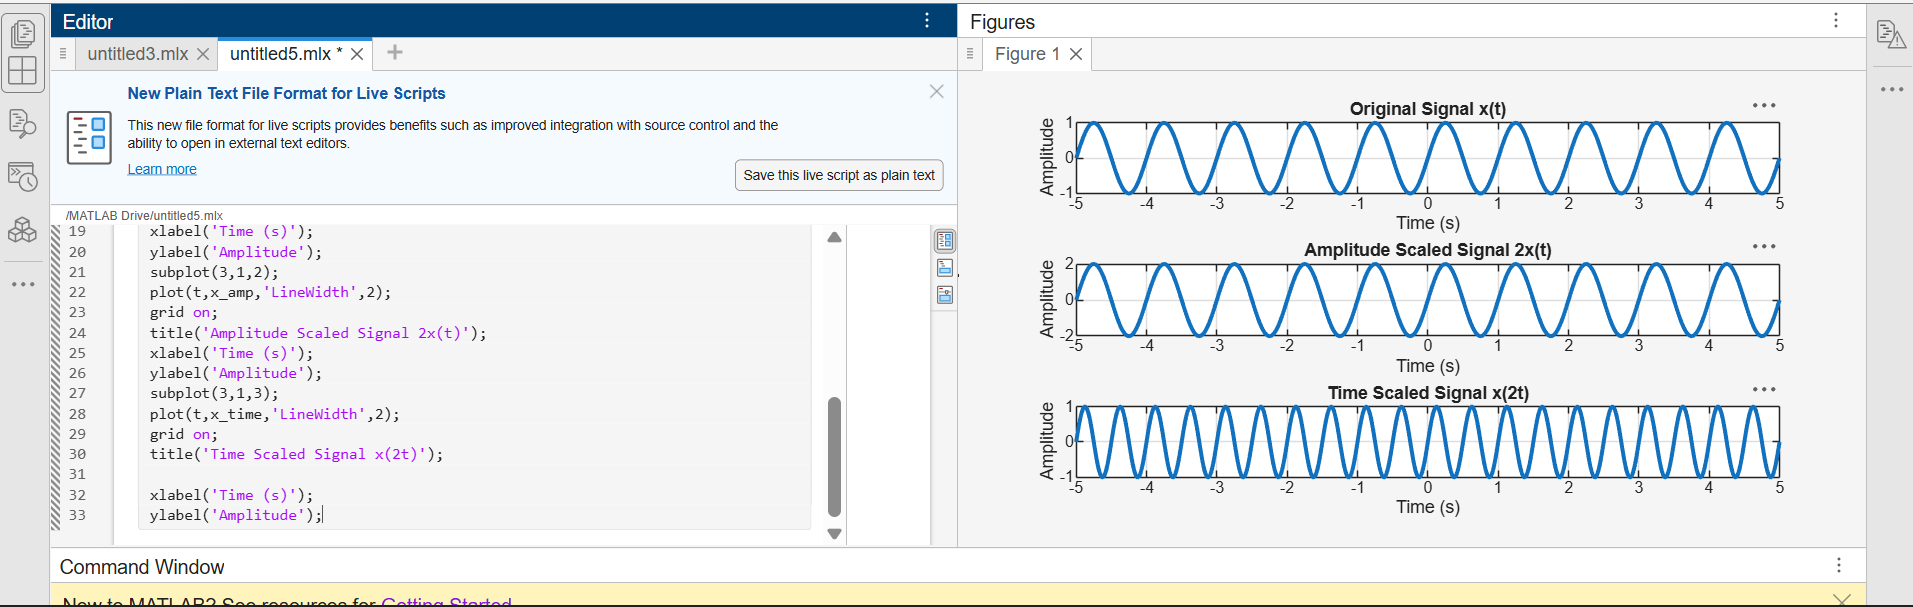 Editor
untitled3.mlx
untitled5.mlx *
New Plain Text File Format for Live Scripts
This new file format for live scripts provides benefits such as improved integration with source control and the
ability to open in external text editors.
Learn more
Save this live script as plain text
/MATLAB Drive/untitled5.mlx
19 xlabel('Time (s)');
20 ylabel('Amplitude');
21 subplot(3,1,2);
22 plot(t,x_amp,'LineWidth',2);
23 grid on;
24 title('Amplitude Scaled Signal 2x(t)');
25 xlabel('Time (s)');
26 ylabel('Amplitude');
27 subplot(3,1,3);
28 plot(t,x_time,'LineWidth',2);
29 grid on;
30 title('Time Scaled Signal x(2t)');
31
32 xlabel('Time (s)');
33 ylabel('Amplitude');
Command Window
New to MATLAB? See resources for Getting Started
Figures
Figure 1
Original Signal x(t)
Amplitude
1
0
-1
-5 -4 -3 -2 -1 0 1 2 3 4 5
Time (s)
Amplitude Scaled Signal 2x(t)
Amplitude
2
0
-2
-5 -4 -3 -2 -1 0 1 2 3 4 5
Time (s)
Time Scaled Signal x(2t)
Amplitude
1
0
-1
-5 -4 -3 -2 -1 0 1 2 3 4 5
Time (s)